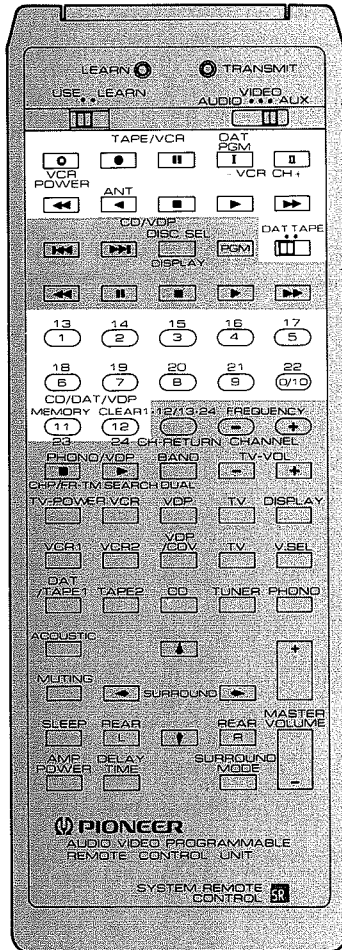 LEARN TRANSMIT
USE LEARN VIDEO
AUDIO AUX
TAPE/VCR DAT
PGM
I II
VCR
POWER - VCR CH +
ANT
CD/VDP
DISC SEL DAT TAPE
PGM
DISPLAY
13 14 15 16 17
1 2 3 4 5
18 19 20 21 22
6 7 8 9 0/10
CD/DAT/VDP
MEMORY CLEAR 1-12/13-24 FREQUENCY
11 12 - +
23 24 CH-RETURN CHANNEL
PHONO/VDP BAND TV-VOL
- +
CHP/FR-TM SEARCH DUAL
TV-POWER VCR VDP TV DISPLAY
VCR1 VCR2 VDP
/CDV TV V.SEL
DAT
/TAPE1 TAPE2 CD TUNER PHONO
ACOUSTIC +
MUTING
SURROUND
SLEEP REAR REAR MASTER
VOLUME
L R
AMP
POWER DELAY
TIME SURROUND
MODE -
PIONEER
AUDIO VIDEO PROGRAMMABLE
REMOTE CONTROL UNIT
SYSTEM REMOTE
CONTROL SR